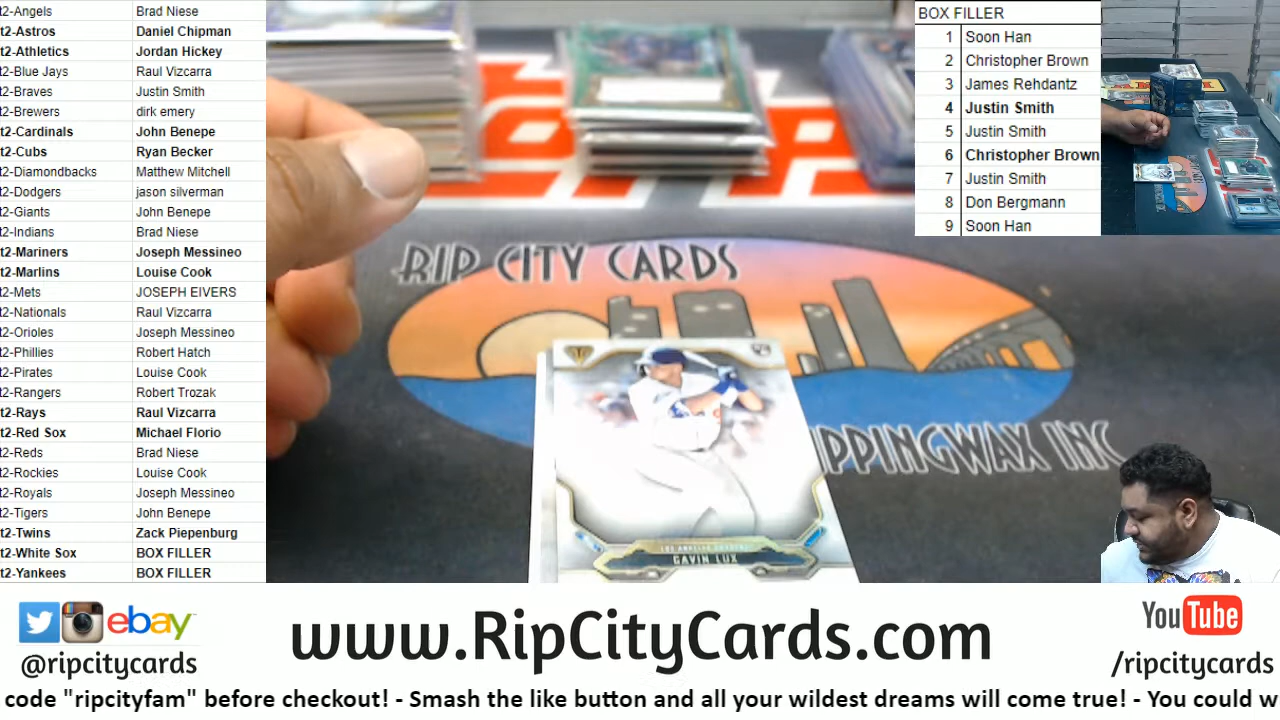 t2-Angels Brad Niese
t2-Astros Daniel Chipman
t2-Athletics Jordan Hickey
t2-Blue Jays Raul Vizcarra
t2-Braves Justin Smith
t2-Brewers dirk emery
t2-Cardinals John Benepe
t2-Cubs Ryan Becker
t2-Diamondbacks Matthew Mitchell
t2-Dodgers jason silverman
t2-Giants John Benepe
t2-Indians Brad Niese
t2-Mariners Joseph Messineo
t2-Marlins Louise Cook
t2-Mets JOSEPH EIVERS
t2-Nationals Raul Vizcarra
t2-Orioles Joseph Messineo
t2-Phillies Robert Hatch
t2-Pirates Louise Cook
t2-Rangers Robert Trozak
t2-Rays Raul Vizcarra
t2-Red Sox Michael Florio
t2-Reds Brad Niese
t2-Rockies Louise Cook
t2-Royals Joseph Messineo
t2-Tigers John Benepe
t2-Twins Zack Piepenburg
t2-White Sox BOX FILLER
t2-Yankees BOX FILLER
BOX FILLER
1 Soon Han
2 Christopher Brown
3 James Rehdantz
4 Justin Smith
5 Justin Smith
6 Christopher Brown
7 Justin Smith
8 Don Bergmann
9 Soon Han
RIP CITY CARDS
IPPINGWAX INC
GAVIN LUX
ebay
@ripcitycards
www.RipCityCards.com
YouTube
/ripcitycards
code "ripcityfam" before checkout! - Smash the like button and all your wildest dreams will come true! - You could w